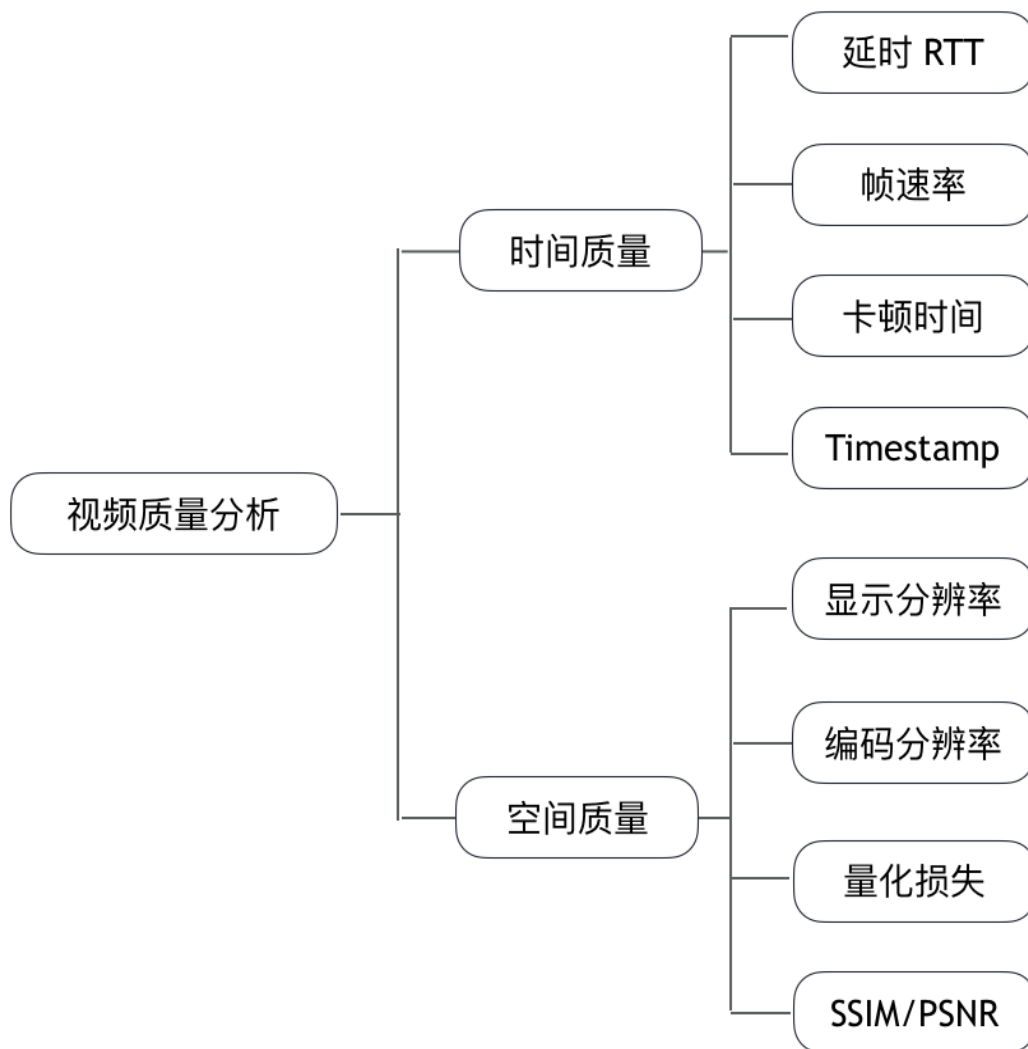 延时 RTT
帧速率
时间质量
卡顿时间
Timestamp
视频质量分析
显示分辨率
编码分辨率
空间质量
量化损失
SSIM/PSNR